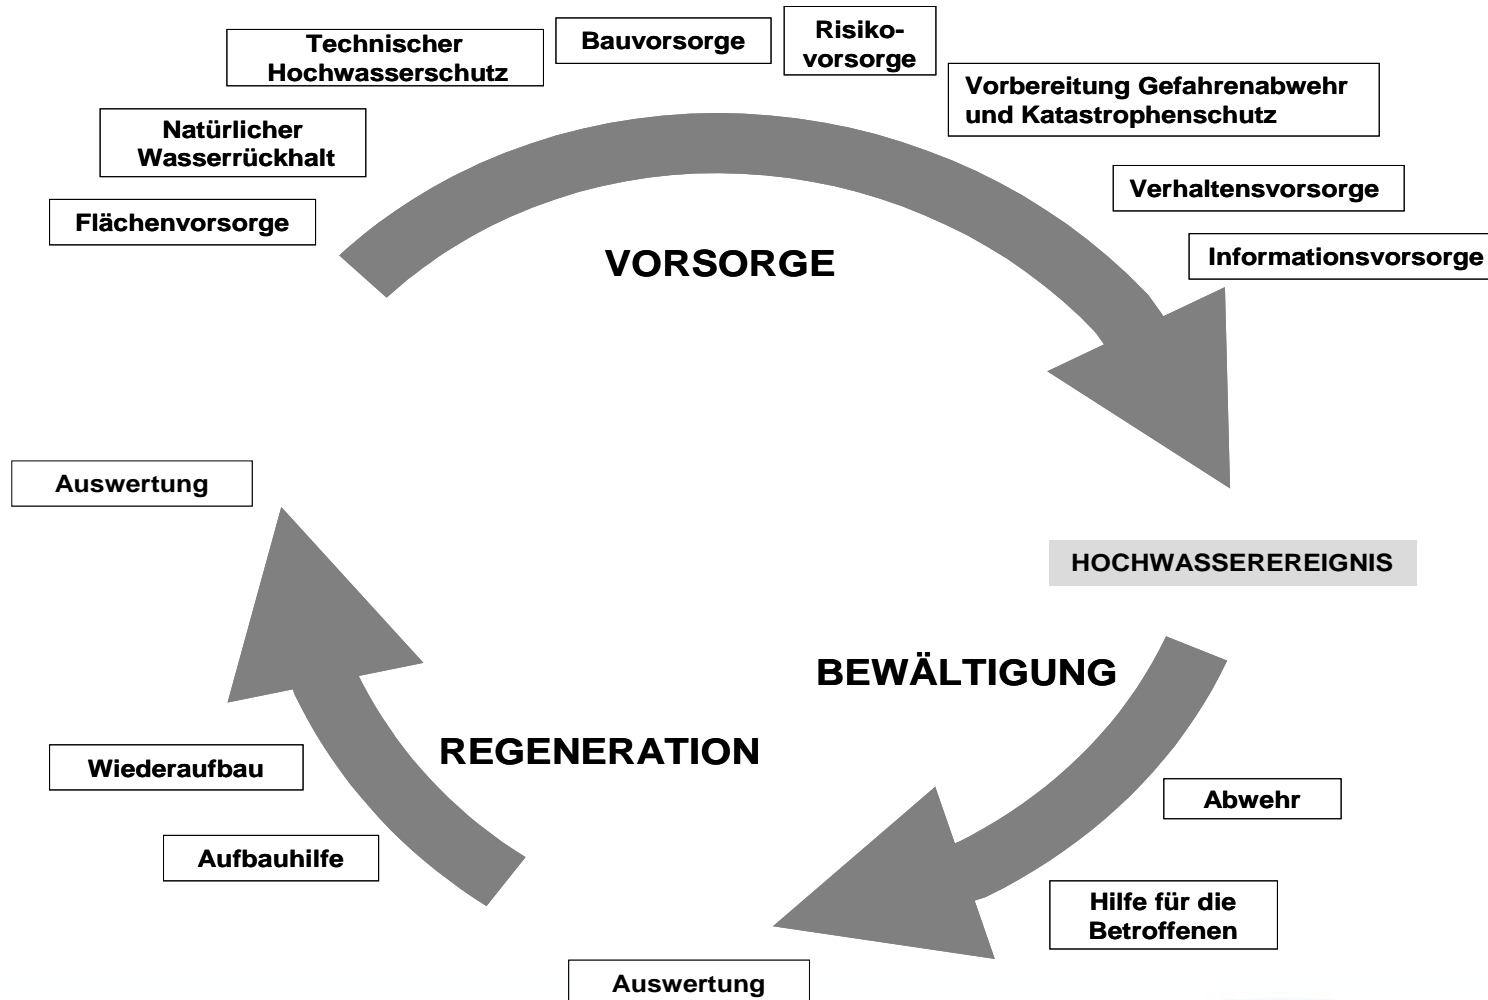 Technischer
Hochwasserschutz
Bauvorsorge
Risiko-
vorsorge
Vorbereitung Gefahrenabwehr
und Katastrophenschutz
Natürlicher
Wasserrückhalt
Verhaltensvorsorge
Flächenvorsorge
Informationsvorsorge
VORSORGE
Auswertung
HOCHWASSEREREIGNIS
BEWÄLTIGUNG
REGENERATION
Wiederaufbau
Abwehr
Aufbauhilfe
Hilfe für die
Betroffenen
Auswertung